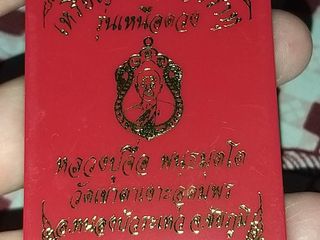 รุ่นเหนือดวง
หลวงปู่จื่อ พนฺธมุตฺโต
วัดเขาตาเงาะอุดมพร
อ.หนองบัวระเหว จ.ชัยภูมิ